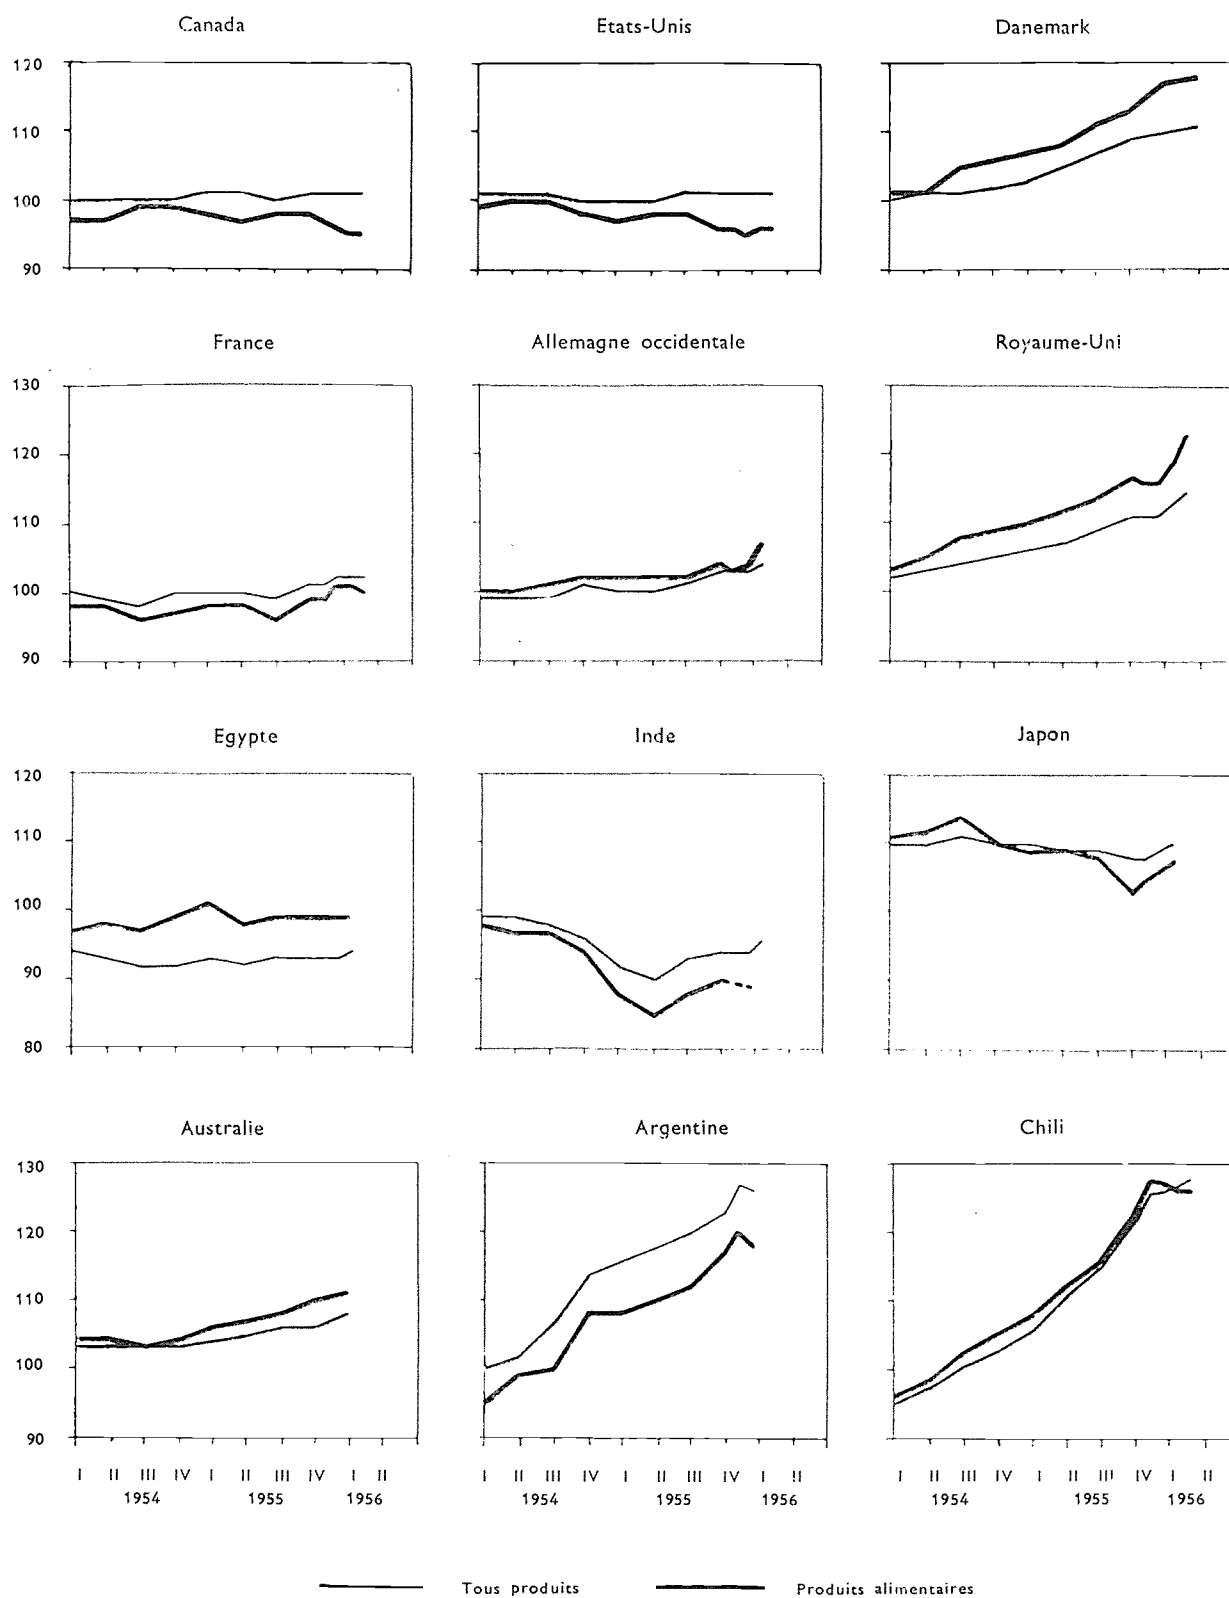 Canada Etats-Unis Danemark
120
110
100
90
France Allemagne occidentale Royaume-Uni
130
120
110
100
90
Egypte Inde Japon
120
110
100
90
80
Australie Argentine Chili
130
120
110
100
90
I II III IV I II III IV I II I II III IV I II III IV I II I II III IV I II III IV I II
1954 1955 1956 1954 1955 1956 1954 1955 1956
Tous produits Produits alimentaires